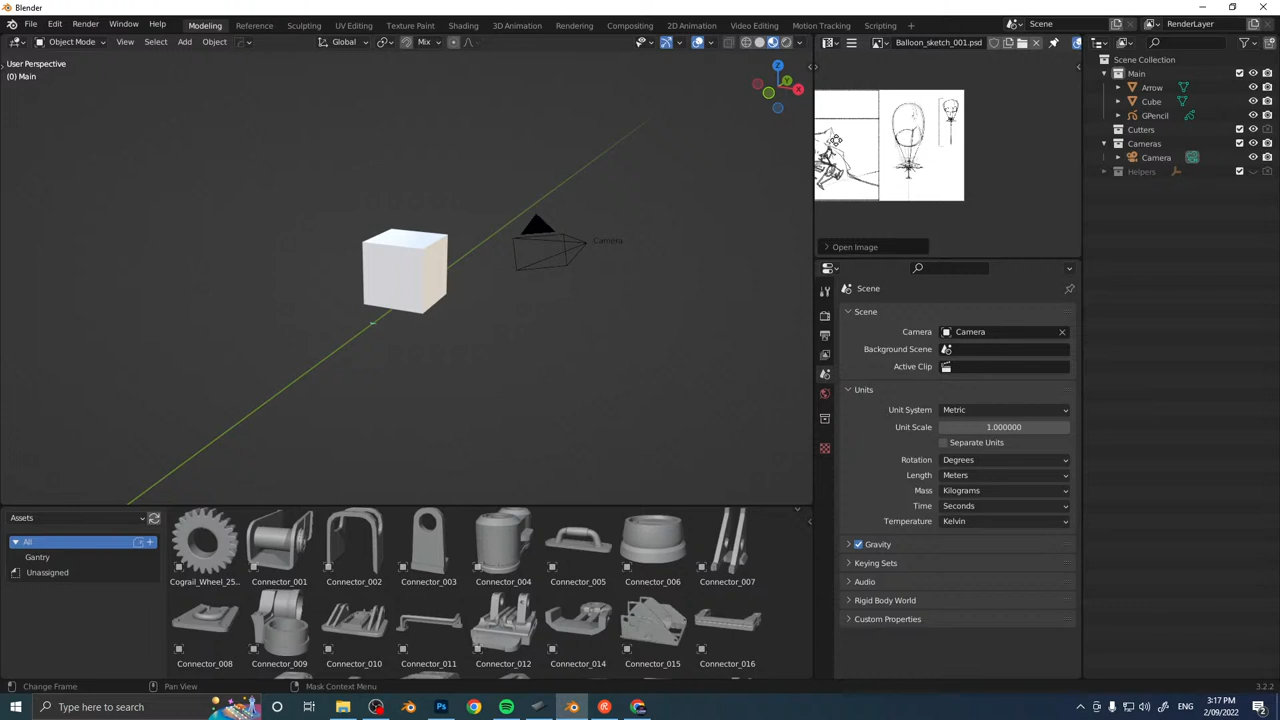 Blender
File Edit Render Window Help Modeling Reference Sculpting UV Editing Texture Paint Shading 3D Animation Rendering Compositing 2D Animation Video Editing Motion Tracking Scripting + Scene RenderLayer
Object Mode View Select Add Object Global Mix Balloon_sketch_001.psd
User Perspective
(0) Main
Z
Y
X
Camera
Open Image
Scene Collection
Main
Arrow
Cube
GPencil
Cutters
Cameras
Camera
Helpers
Scene
Scene
Camera Camera
Background Scene
Active Clip
Units
Unit System Metric
Unit Scale 1.000000
Separate Units
Rotation Degrees
Length Meters
Mass Kilograms
Time Seconds
Temperature Kelvin
Gravity
Keying Sets
Audio
Rigid Body World
Custom Properties
Assets
All
Gantry
Unassigned
Cograil_Wheel_25... Connector_001 Connector_002 Connector_003 Connector_004 Connector_005 Connector_006 Connector_007
Connector_008 Connector_009 Connector_010 Connector_011 Connector_012 Connector_014 Connector_015 Connector_016
Change Frame Pan View Mask Context Menu 3.2.2
Type here to search ENG 3:17 PM
2/09/2022